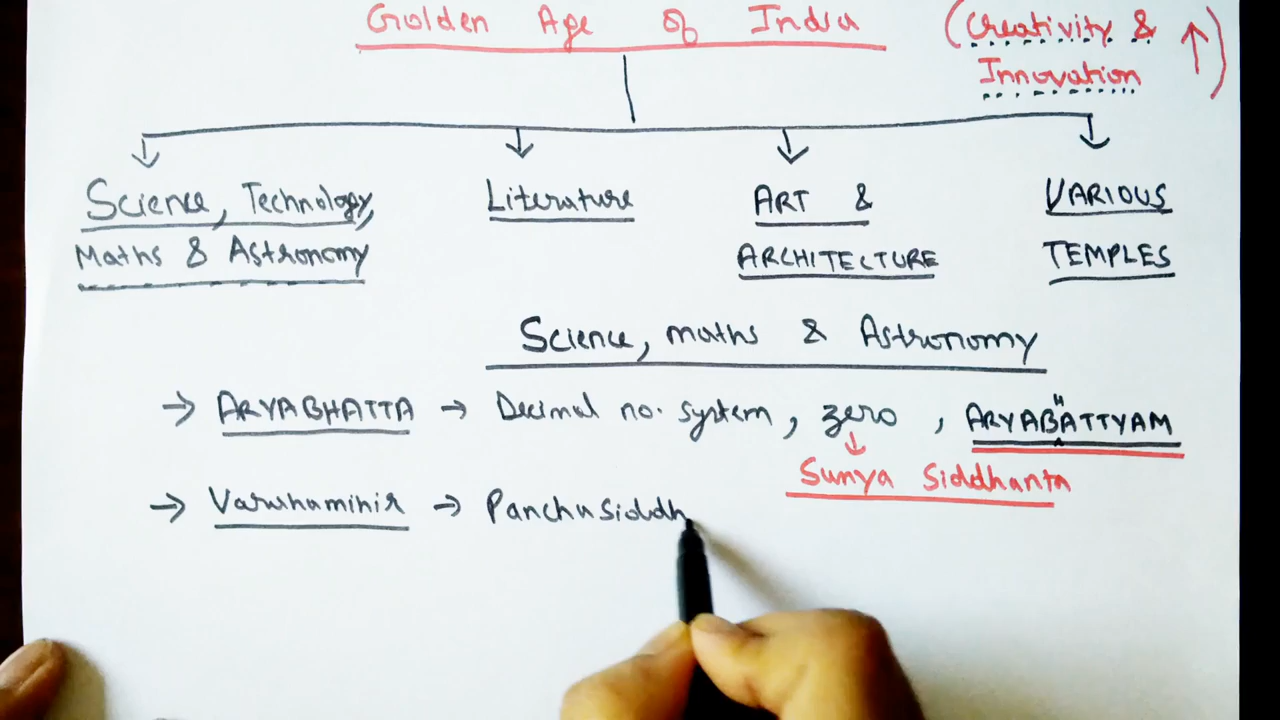 Golden Age of India (Creativity & ↑)
Innovation
Science, Technology, Literature ART & VARIOUS
Maths & Astronomy ARCHITECTURE TEMPLES
Science, maths & Astronomy
→ ARYABHATTA → Decimal no. system, zero, ARYABHATTYAM
Sunya Siddhanta
→ Varahamihir → Panchasiddh